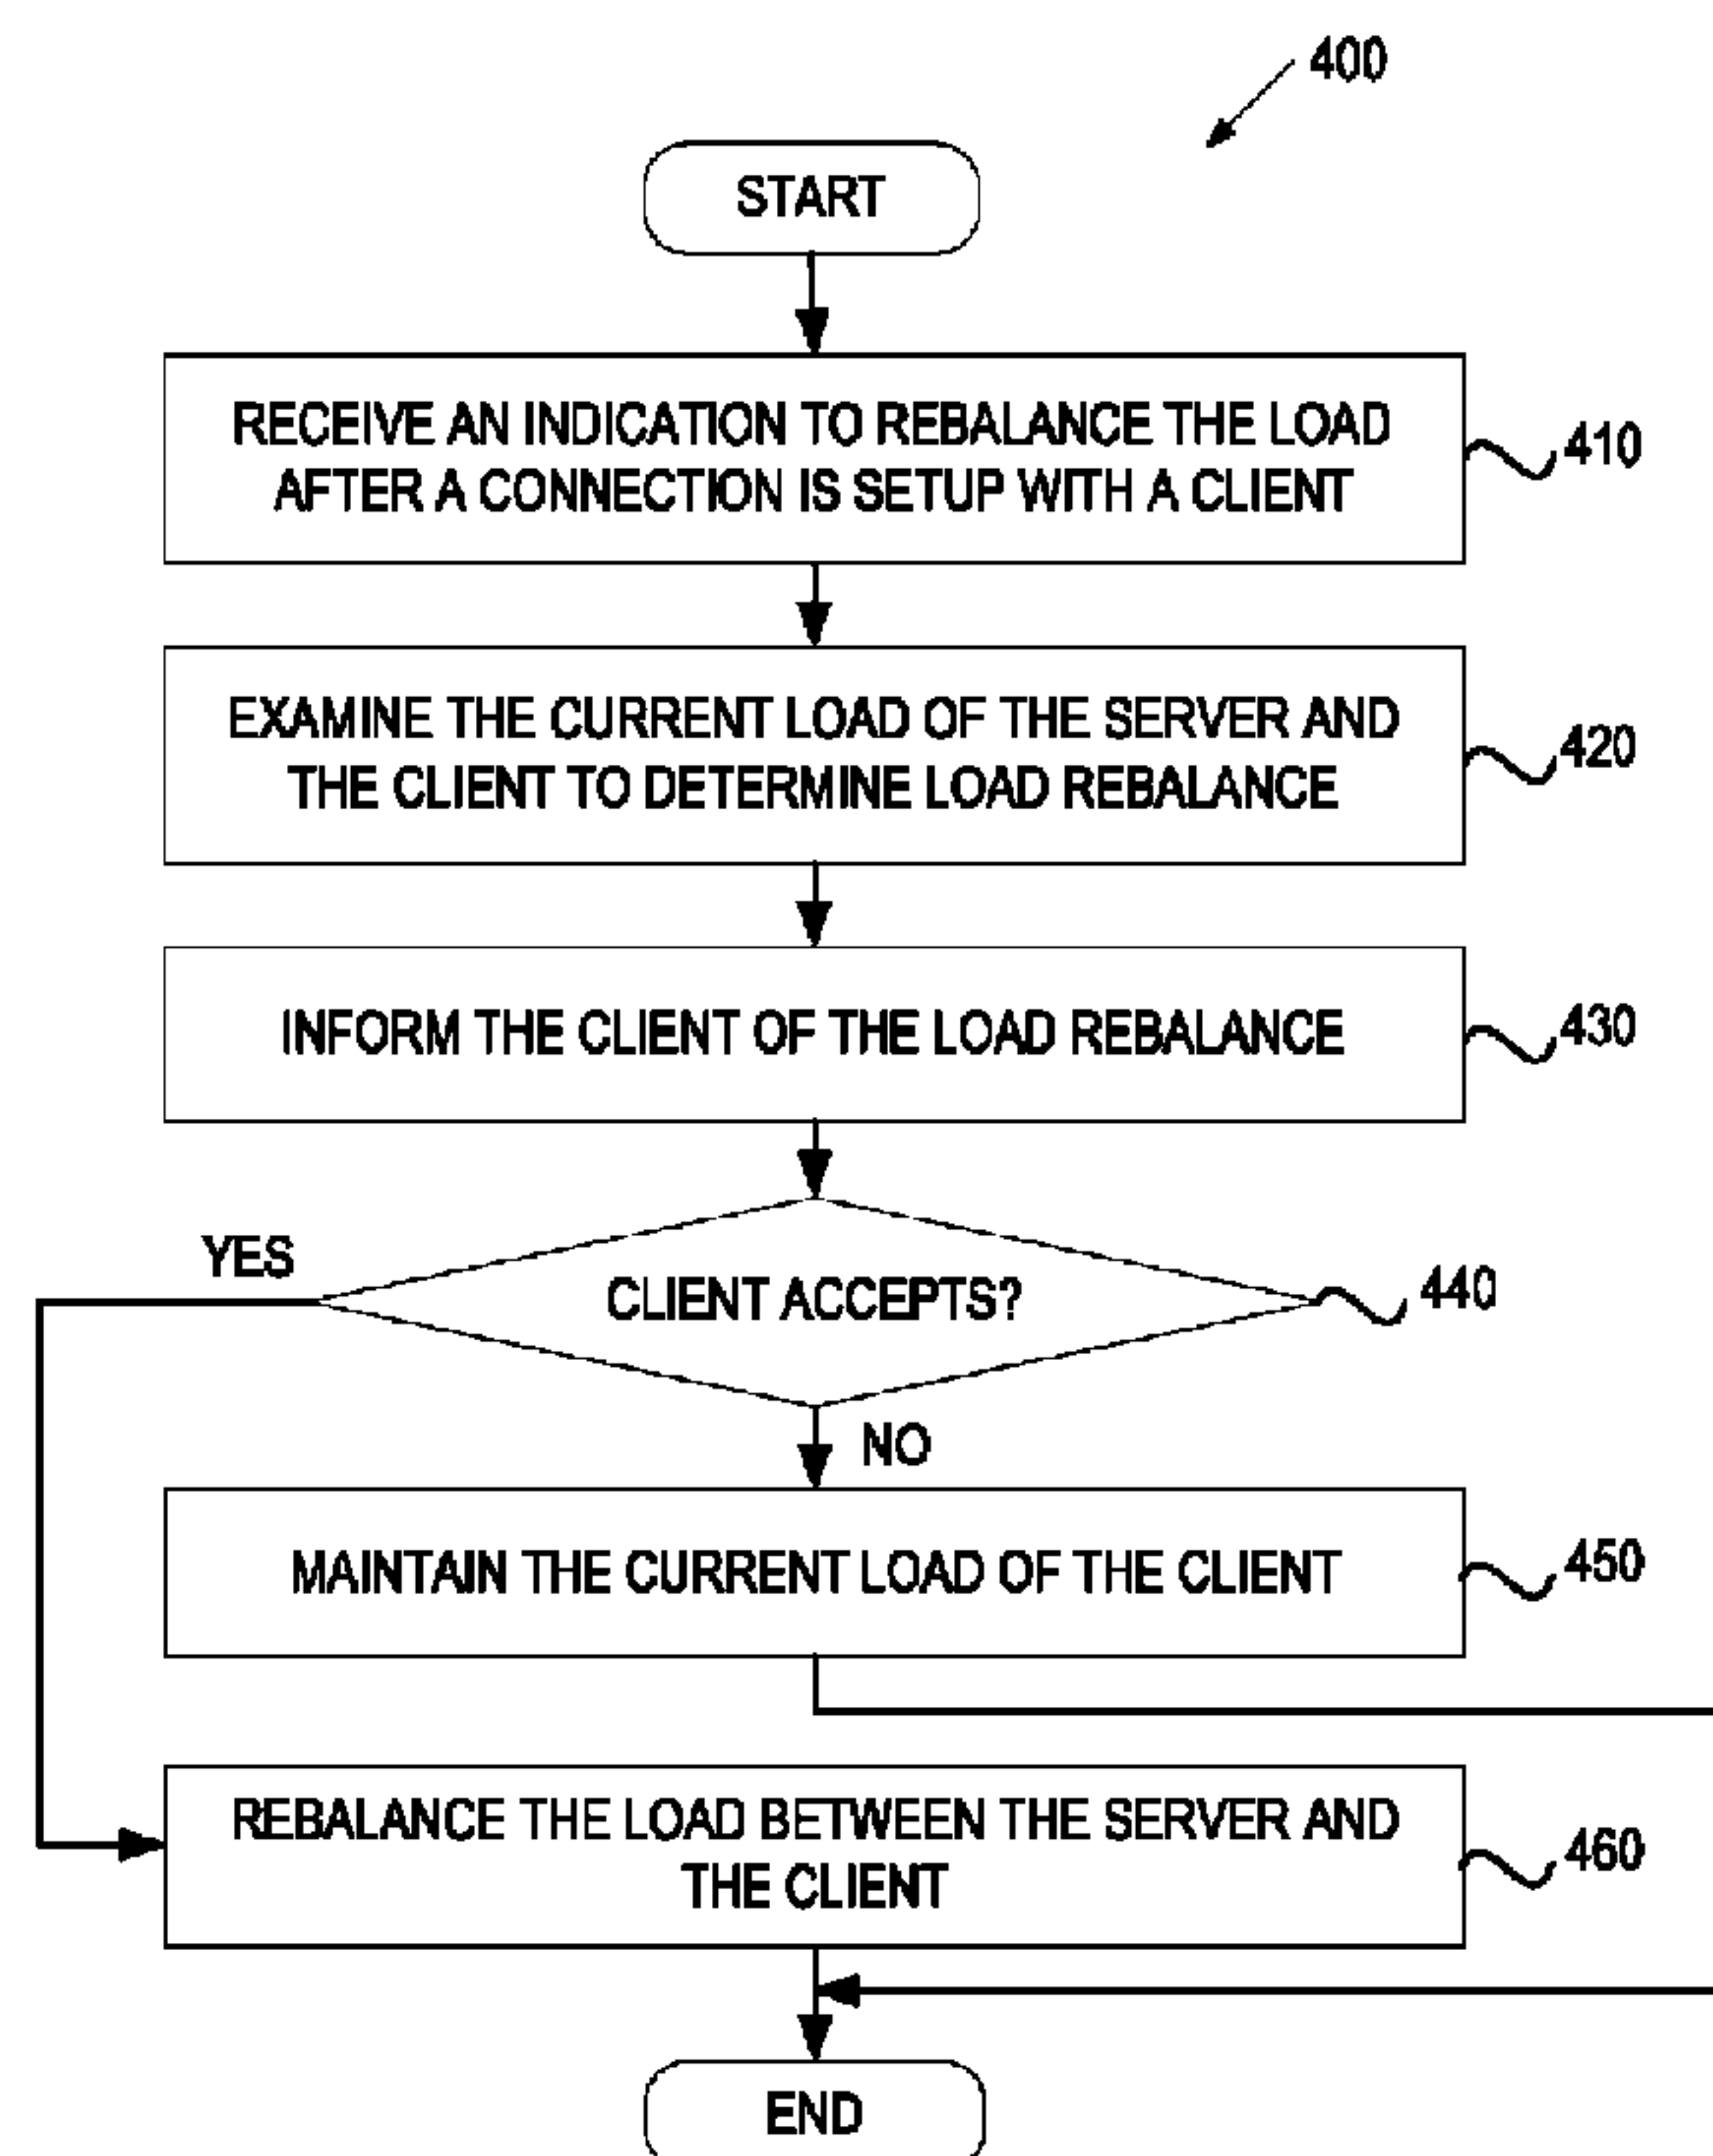 400
START
RECEIVE AN INDICATION TO REBALANCE THE LOAD
AFTER A CONNECTION IS SETUP WITH A CLIENT
410
EXAMINE THE CURRENT LOAD OF THE SERVER AND
THE CLIENT TO DETERMINE LOAD REBALANCE
420
INFORM THE CLIENT OF THE LOAD REBALANCE
430
YES
CLIENT ACCEPTS?
440
NO
MAINTAIN THE CURRENT LOAD OF THE CLIENT
450
REBALANCE THE LOAD BETWEEN THE SERVER AND
THE CLIENT
460
END